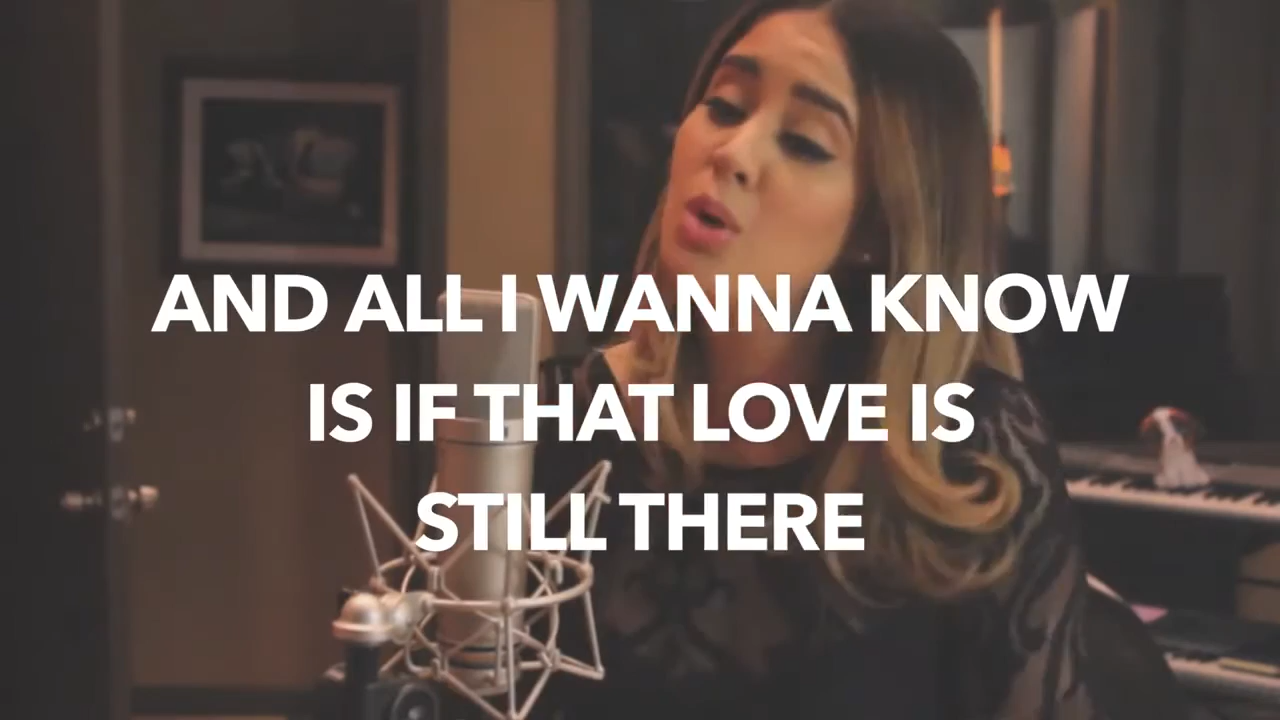 AND ALL I WANNA KNOW
IS IF THAT LOVE IS
STILL THERE